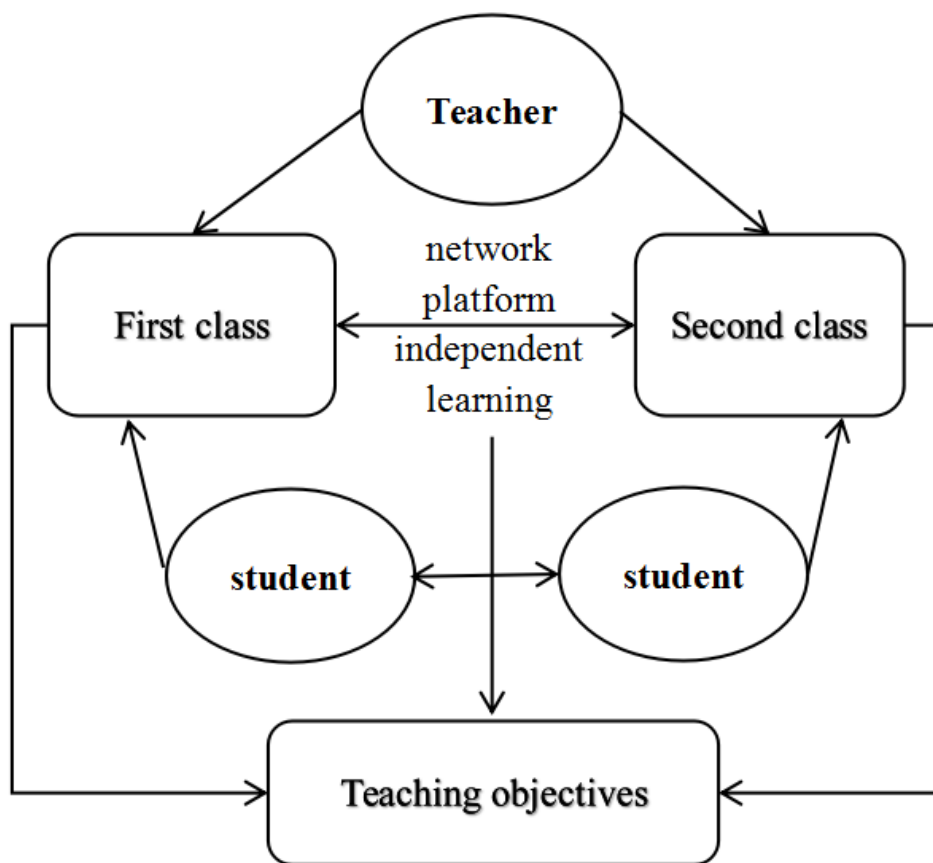 Teacher
network
platform
First class
Second class
independent
learning
student
student
Teaching objectives